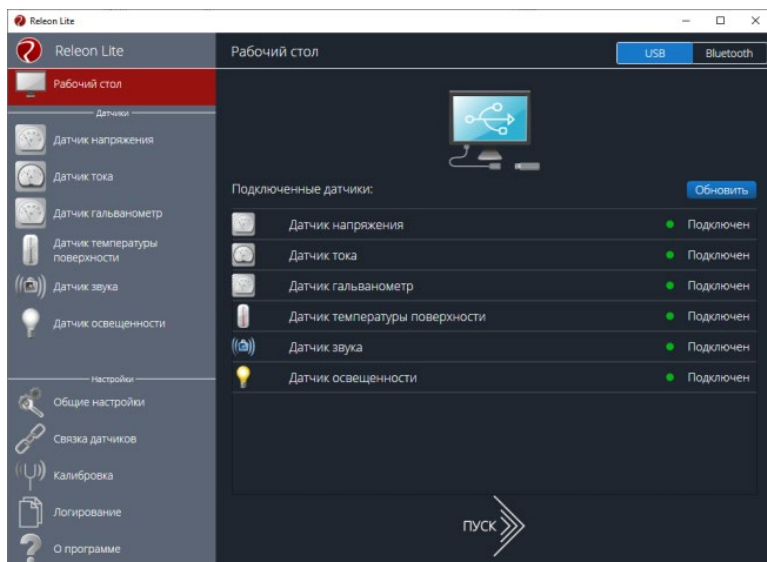 Releon Lite
Releon Lite
Рабочий стол
USB
Bluetooth
Рабочий стол
Датчики
Датчик напряжения
Датчик тока
Датчик гальванометр
Датчик температуры
поверхности
Датчик звука
Датчик освещенности
Настройки
Общие настройки
Связка датчиков
Калибровка
Логирование
О программе
Подключенные датчики:
Обновить
Датчик напряжения
Подключен
Датчик тока
Подключен
Датчик гальванометр
Подключен
Датчик температуры поверхности
Подключен
Датчик звука
Подключен
Датчик освещенности
Подключен
ПУСК